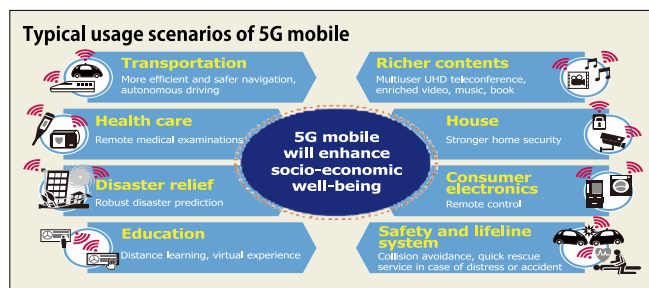 Typical usage scenarios of 5G mobile
Transportation
More efficient and safer navigation,
autonomous driving
Health care
Remote medical examinations
Disaster relief
Robust disaster prediction
Education
Distance learning, virtual experience
5G mobile
will enhance
socio-economic
well-being
Richer contents
Multiuser UHD teleconference,
enriched video, music, book
House
Stronger home security
Consumer
electronics
Remote control
Safety and lifeline
system
Collision avoidance, quick rescue
service in case of distress or accident